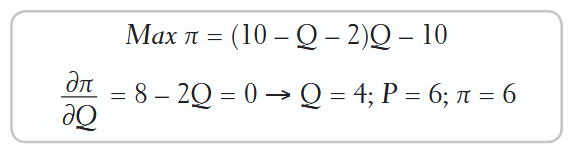 Max π = (10 – Q – 2)Q – 10
∂π/∂Q = 8 – 2Q = 0 → Q = 4; P = 6; π = 6